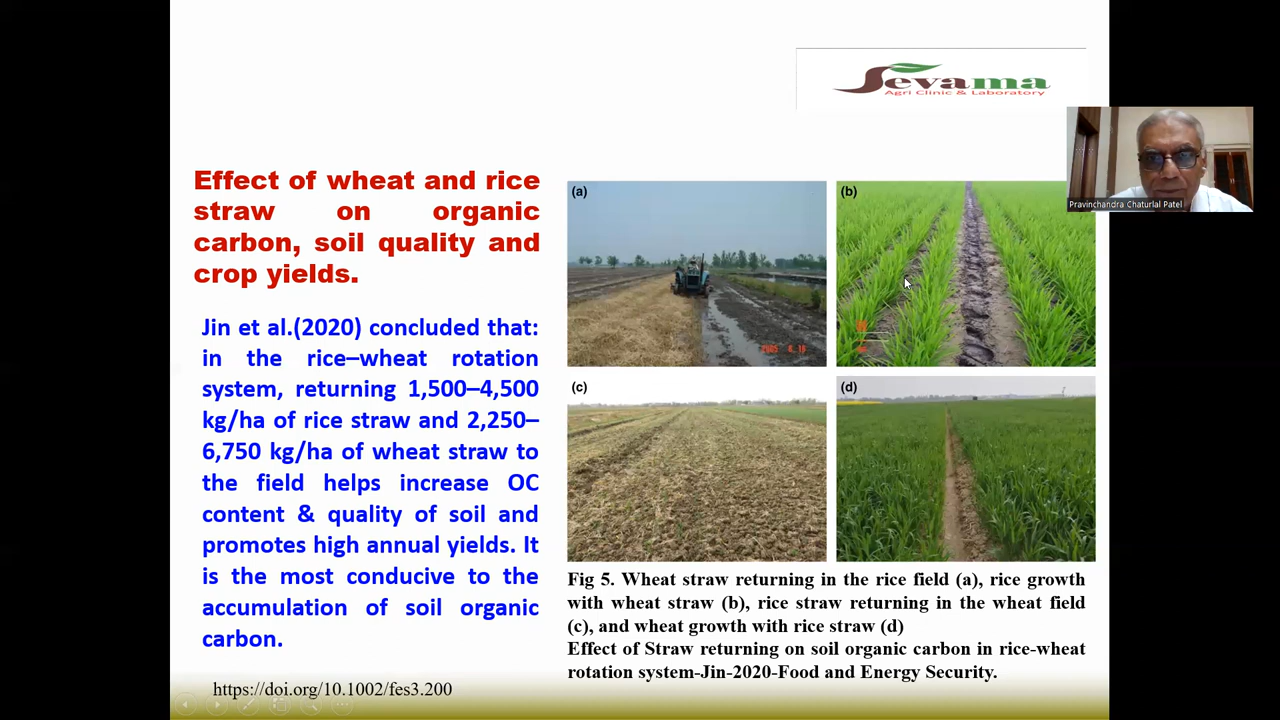 Sevama
Agri Clinic & Laboratory
Pravinchandra Chaturlal Patel
Effect of wheat and rice
straw on organic
carbon, soil quality and
crop yields.
Jin et al.(2020) concluded that:
in the rice–wheat rotation
system, returning 1,500–4,500
kg/ha of rice straw and 2,250–
6,750 kg/ha of wheat straw to
the field helps increase OC
content & quality of soil and
promotes high annual yields. It
is the most conducive to the
accumulation of soil organic
carbon.
https://doi.org/10.1002/fes3.200
(a)
2005 6.16
(b)
(c)
(d)
Fig 5. Wheat straw returning in the rice field (a), rice growth
with wheat straw (b), rice straw returning in the wheat field
(c), and wheat growth with rice straw (d)
Effect of Straw returning on soil organic carbon in rice-wheat
rotation system-Jin-2020-Food and Energy Security.